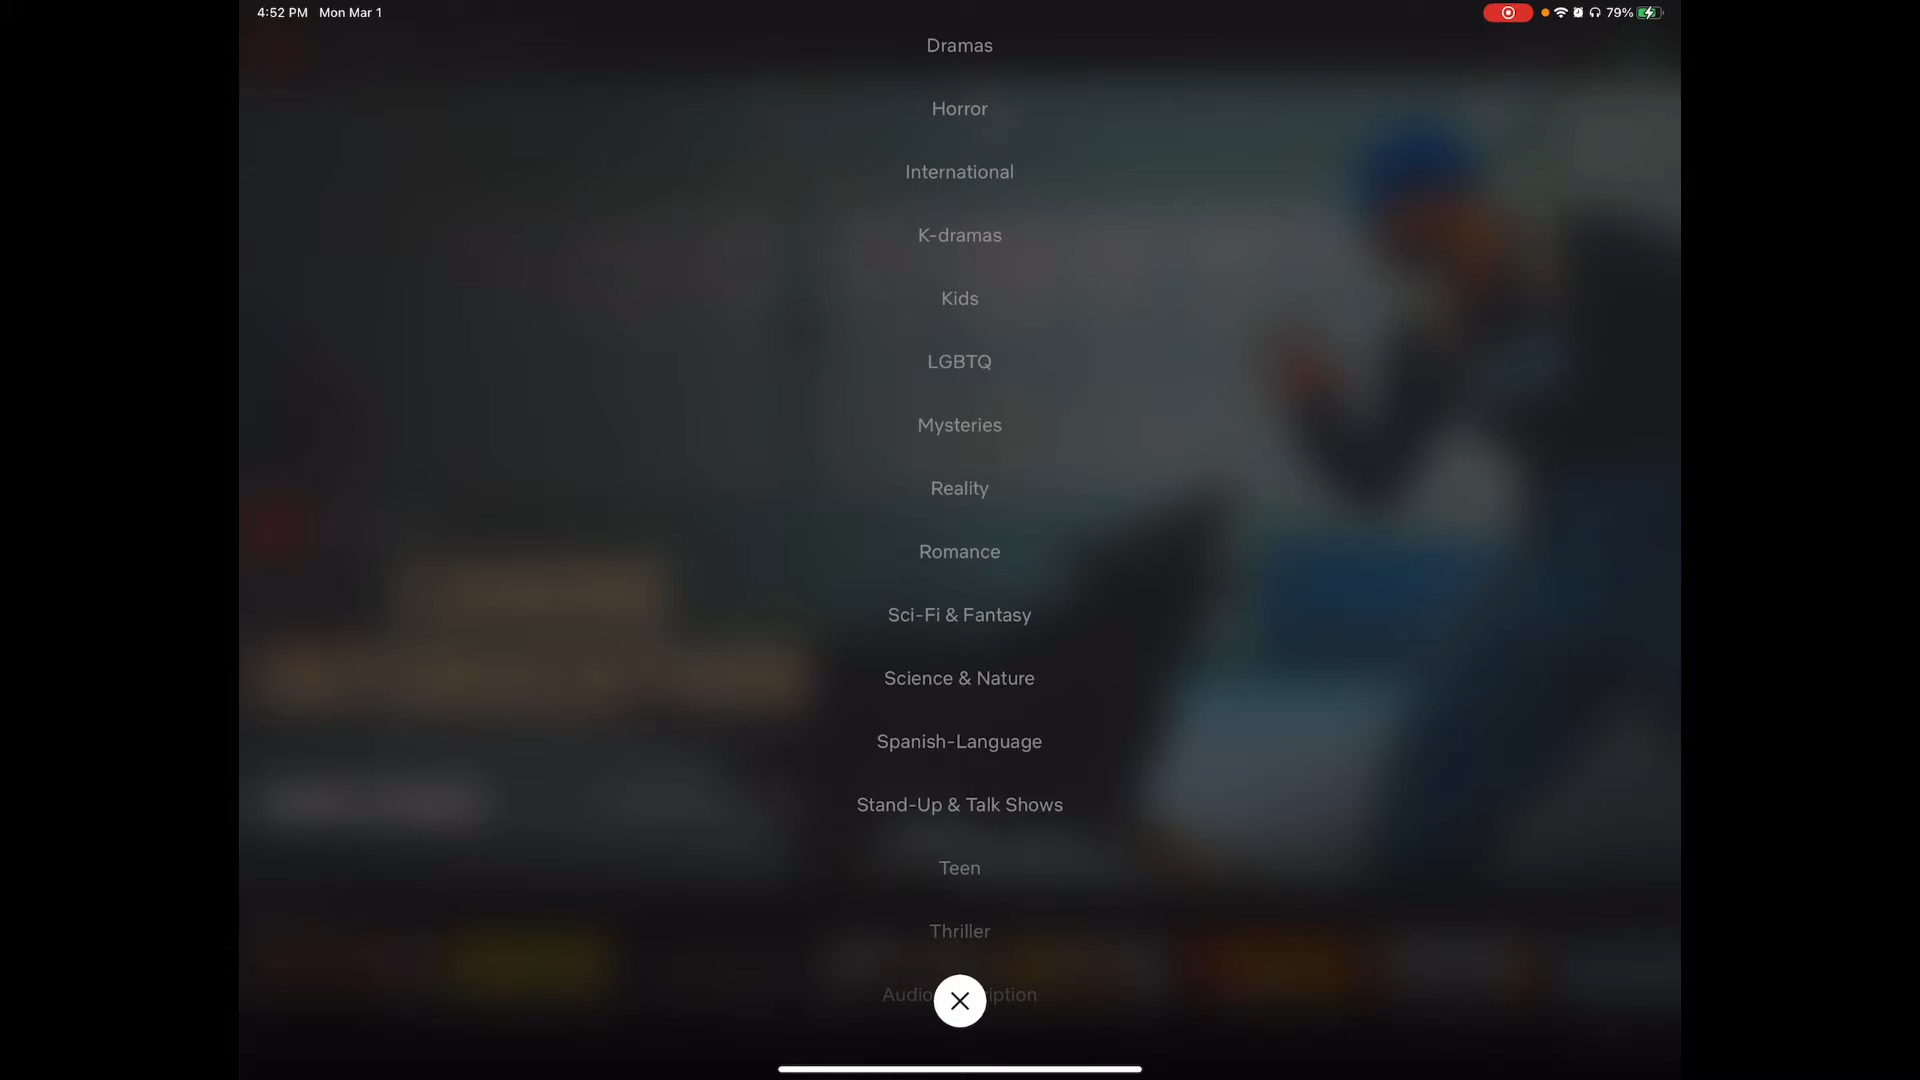 4:52 PM Mon Mar 1
79%
Dramas
Horror
International
K-dramas
Kids
LGBTQ
Mysteries
Reality
Romance
Sci-Fi & Fantasy
Science & Nature
Spanish-Language
Stand-Up & Talk Shows
Teen
Thriller
Audio